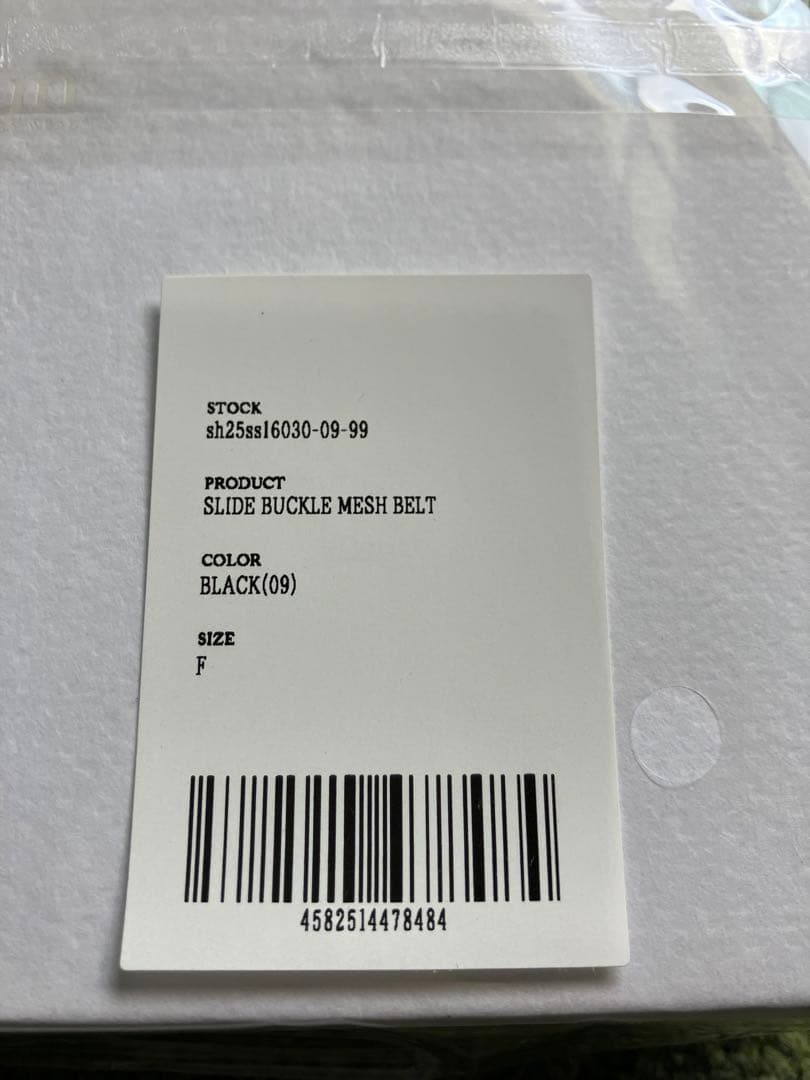 STOCK
sh25ss16030-09-99
PRODUCT
SLIDE BUCKLE MESH BELT
COLOR
BLACK(09)
SIZE
F
4582514478484